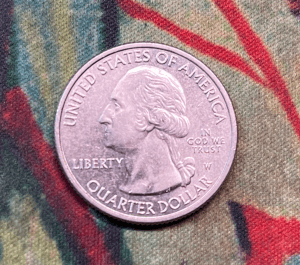 UNITED STATES OF AMERICA
LIBERTY
IN
GOD WE
TRUST
W
QUARTER DOLLAR